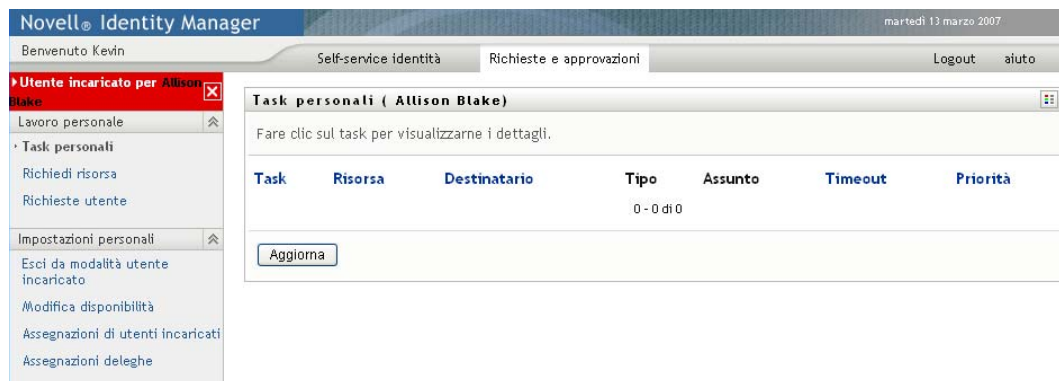 Novell® Identity Manager
martedì 13 marzo 2007
Benvenuto Kevin
Self-service identità
Richieste e approvazioni
Logout
aiuto
Utente incaricato per Allison
Blake
Lavoro personale
Task personali
Richiedi risorsa
Richieste utente
Impostazioni personali
Esci da modalità utente
incaricato
Modifica disponibilità
Assegnazioni di utenti incaricati
Assegnazioni deleghe
Task personali ( Allison Blake)
Fare clic sul task per visualizzarne i dettagli.
Task Risorsa Destinatario Tipo Assunto Timeout Priorità
0 - 0 di 0
Aggiorna